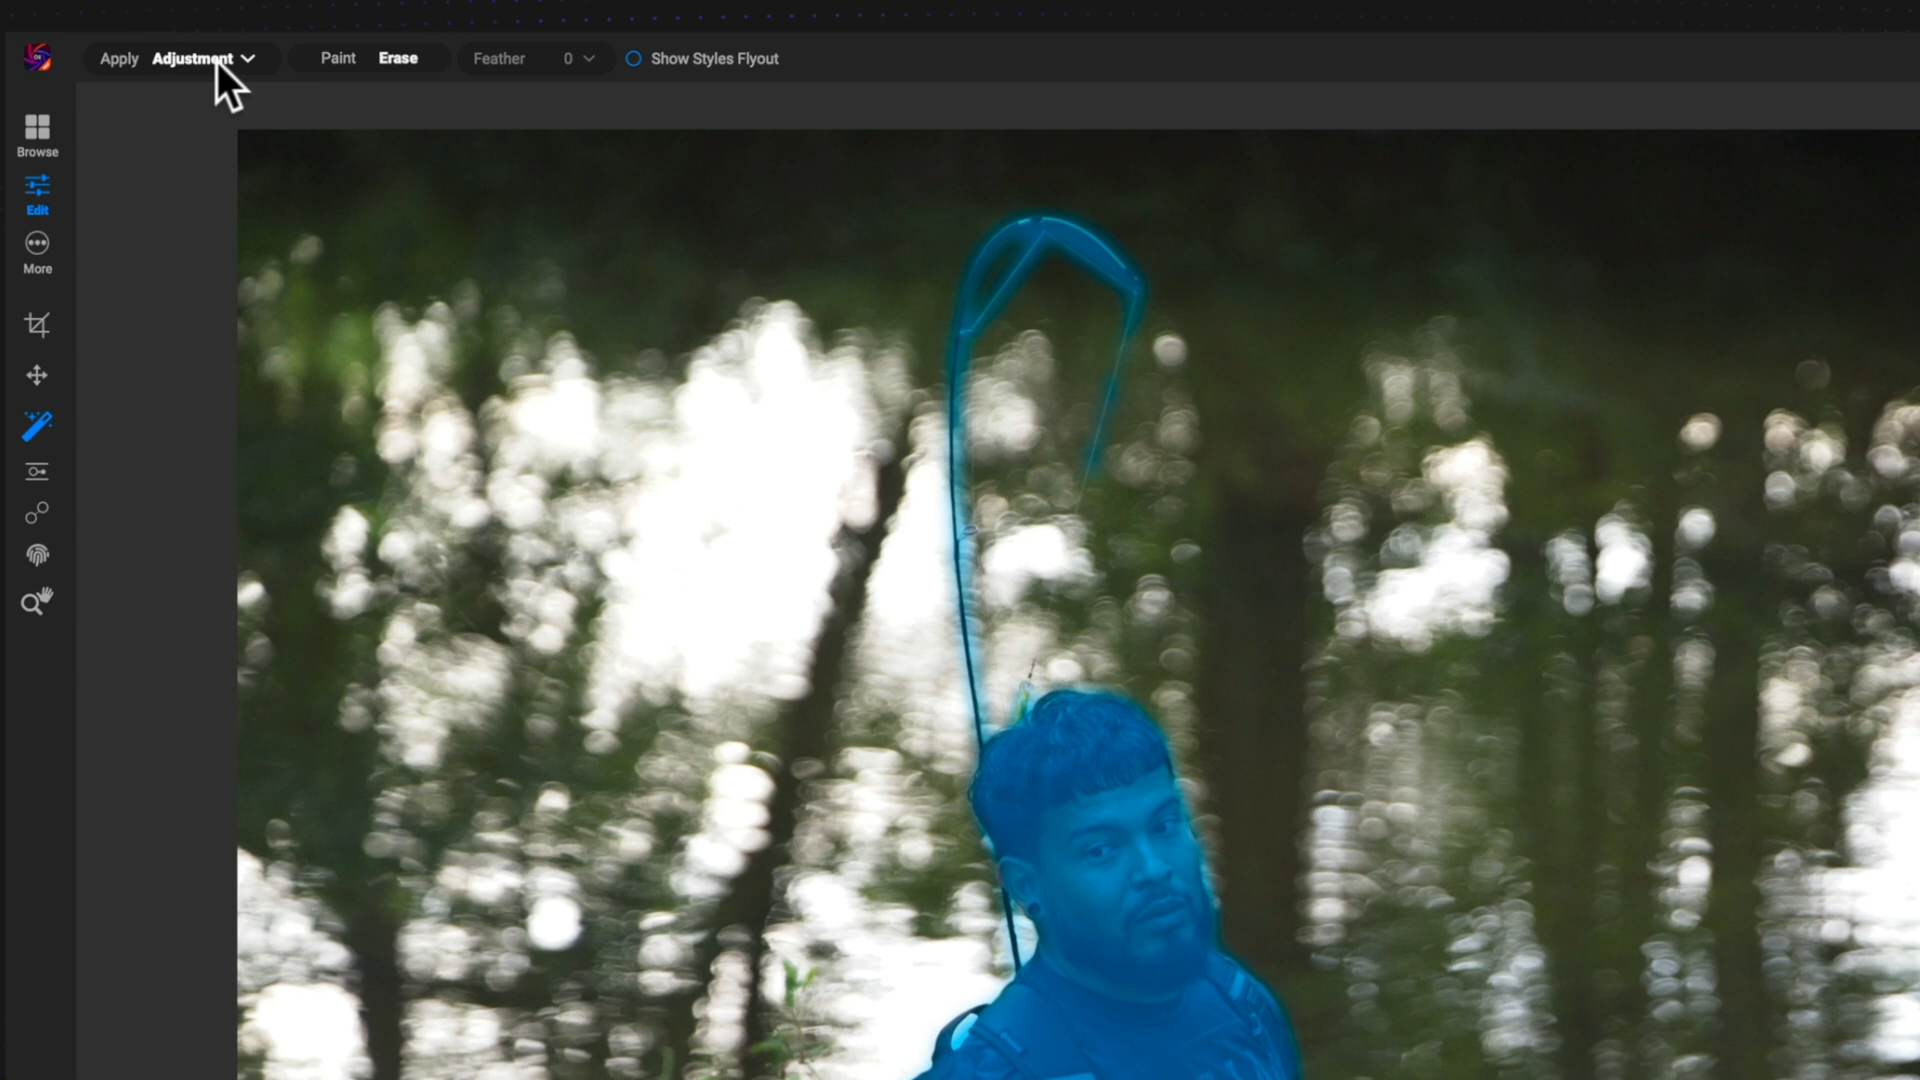 Apply Adjustment Paint Erase Feather 0 Show Styles Flyout
Browse
Edit
More